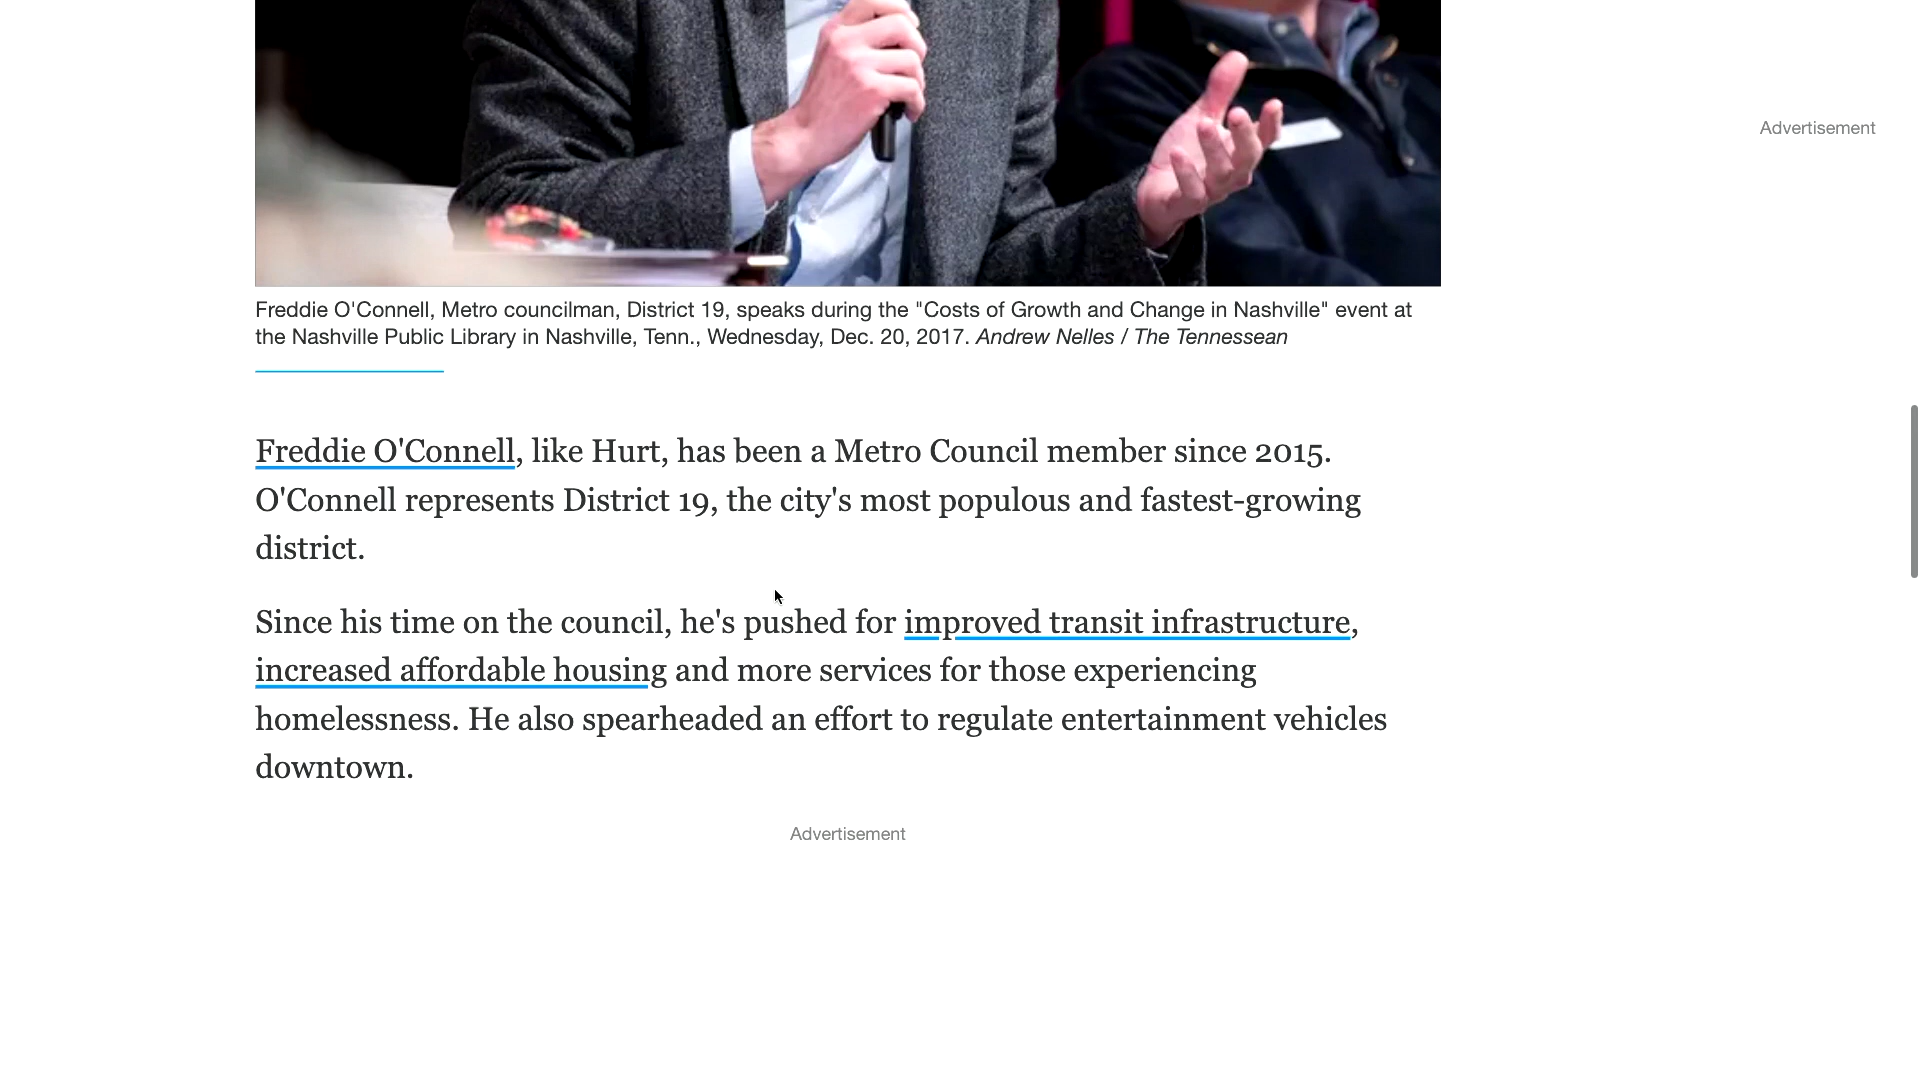 Advertisement
Freddie O'Connell, Metro councilman, District 19, speaks during the "Costs of Growth and Change in Nashville" event at
the Nashville Public Library in Nashville, Tenn., Wednesday, Dec. 20, 2017. Andrew Nelles / The Tennessean
Freddie O'Connell, like Hurt, has been a Metro Council member since 2015.
O'Connell represents District 19, the city's most populous and fastest-growing
district.
Since his time on the council, he's pushed for improved transit infrastructure,
increased affordable housing and more services for those experiencing
homelessness. He also spearheaded an effort to regulate entertainment vehicles
downtown.
Advertisement